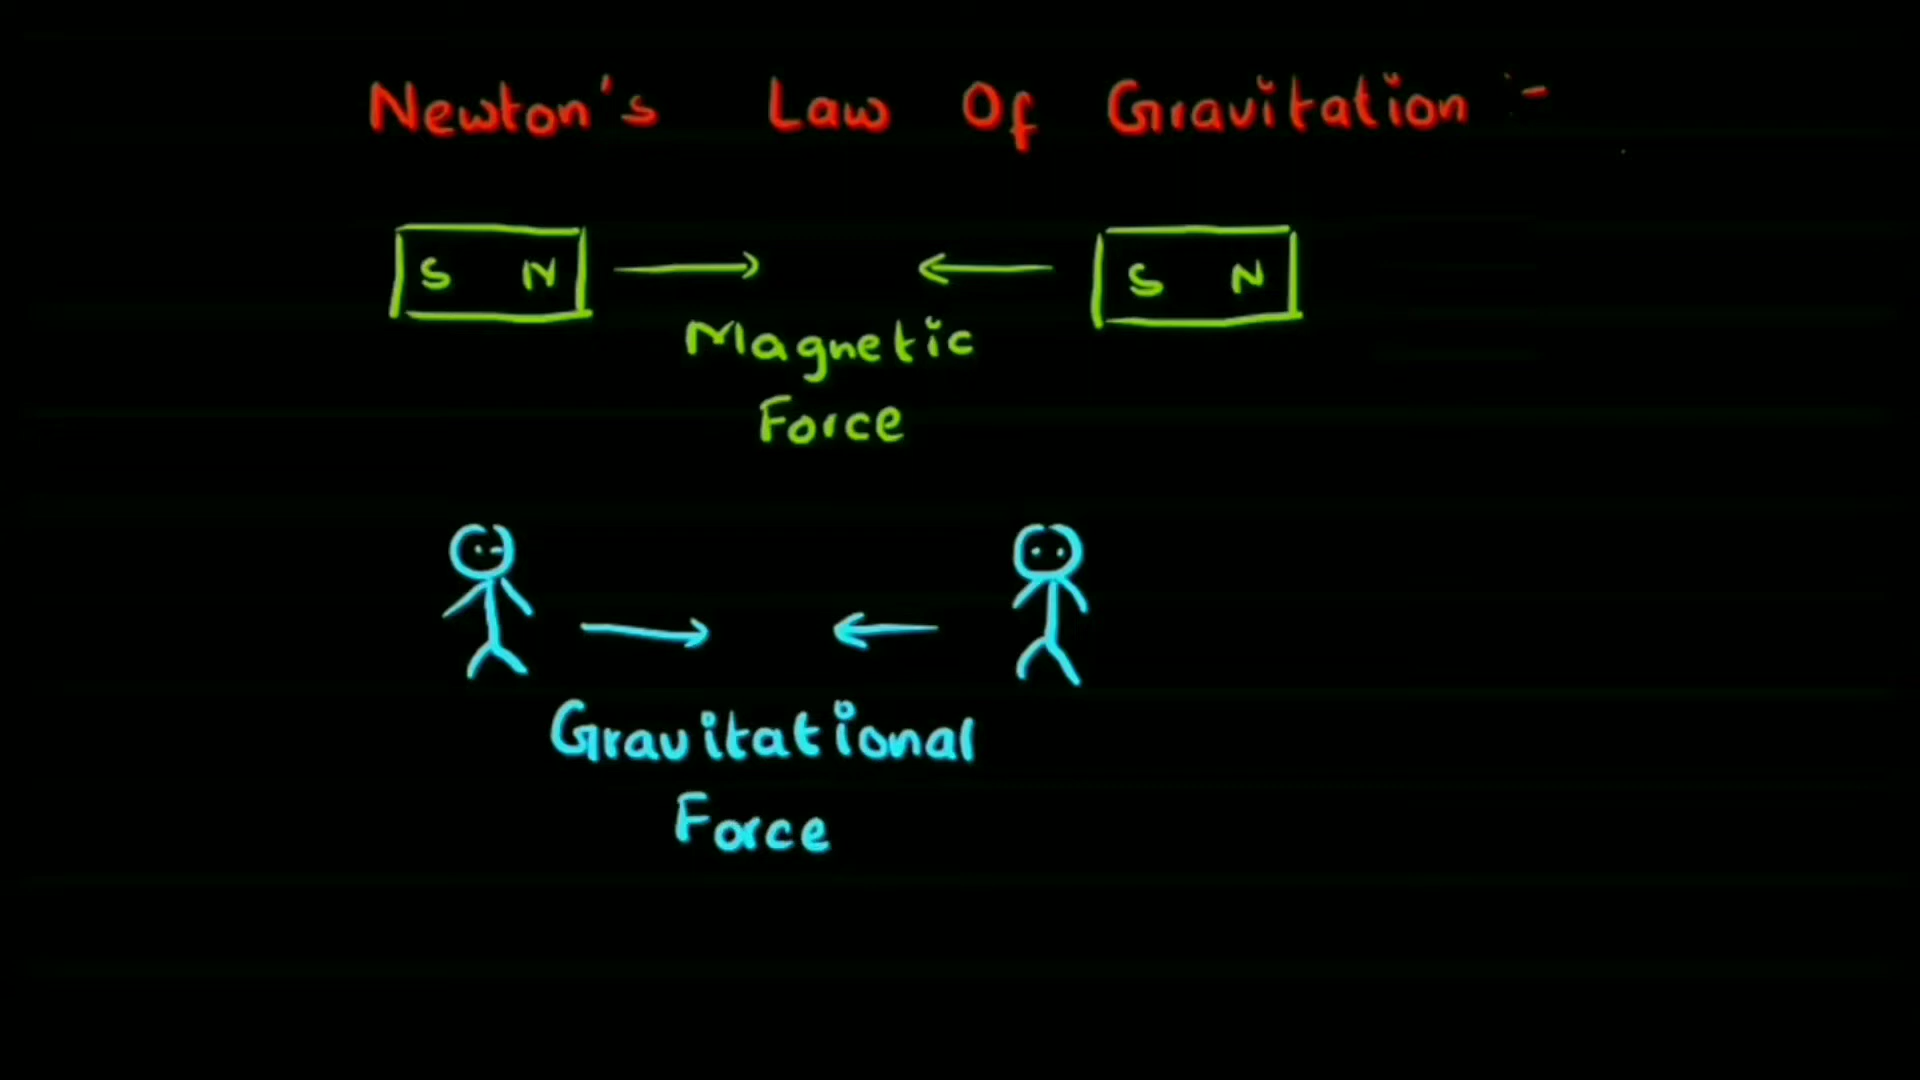 Newton's Law Of Gravitation :-
S N S N
Magnetic
Force
Gravitational
Force